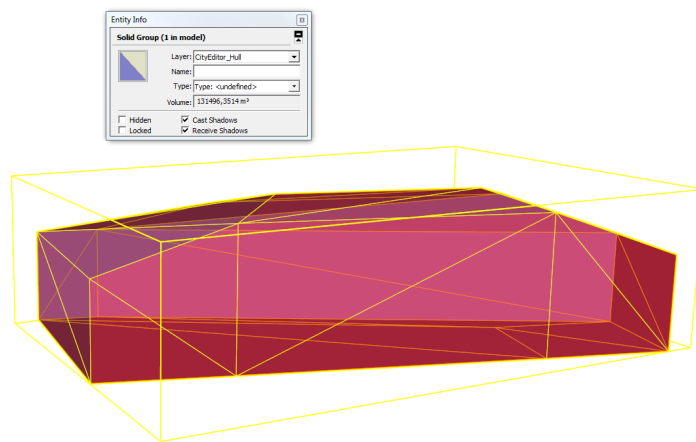 Entity Info
Solid Group (1 in model)
Layer: CityEditor_Hull
Name:
Type: Type: <undefined>
Volume: 131496,3514 m³
Hidden Cast Shadows
Locked Receive Shadows